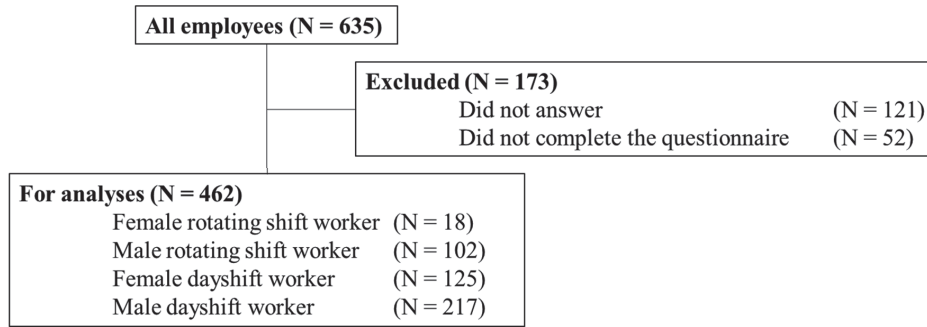 All employees (N = 635)
Excluded (N = 173)
Did not answer (N = 121)
Did not complete the questionnaire (N = 52)
For analyses (N = 462)
Female rotating shift worker (N = 18)
Male rotating shift worker (N = 102)
Female dayshift worker (N = 125)
Male dayshift worker (N = 217)